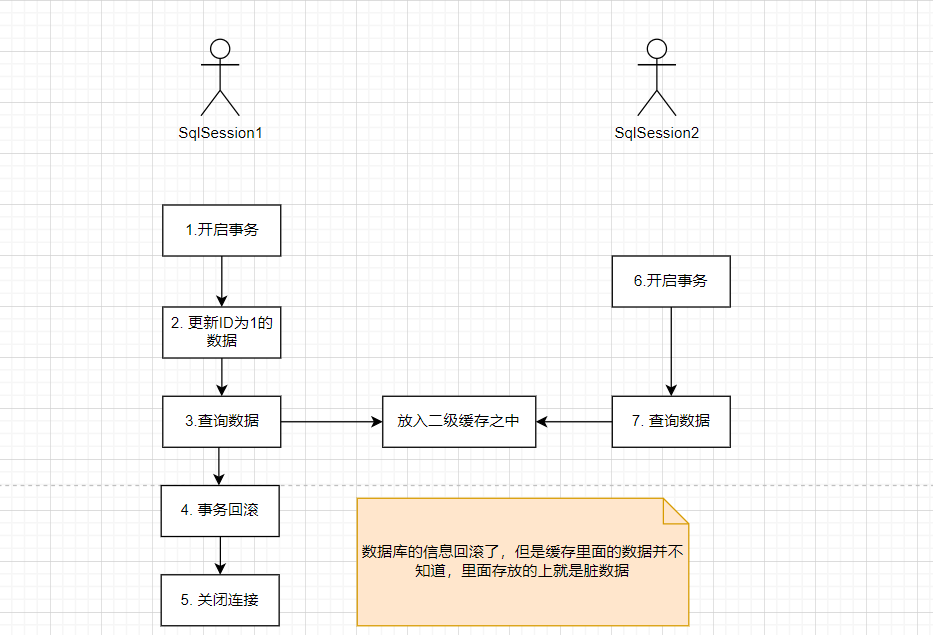 SqlSession1
SqlSession2
1.开启事务
6.开启事务
2. 更新ID为1的
数据
3.查询数据
放入二级缓存之中
7. 查询数据
4. 事务回滚
数据库的信息回滚了，但是缓存里面的数据并不
知道，里面存放的上就是脏数据
5. 关闭连接